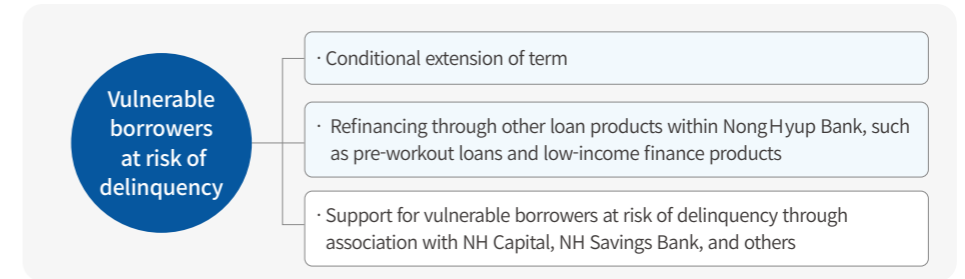 Vulnerable
borrowers
at risk of
delinquency
· Conditional extension of term
· Refinancing through other loan products within NongHyup Bank, such
as pre-workout loans and low-income finance products
· Support for vulnerable borrowers at risk of delinquency through
association with NH Capital, NH Savings Bank, and others